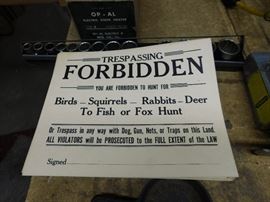 OP-AL
TRESPASSING
FORBIDDEN
YOU ARE FORBIDDEN TO HUNT FOR
Birds - Squirrels - Rabbits - Deer
To Fish or Fox Hunt
Or Trespass in any way with Dog, Gun, Nets, or Traps on this Land.
ALL VIOLATORS will be PROSECUTED to the FULL EXTENT of the LAW
Signed